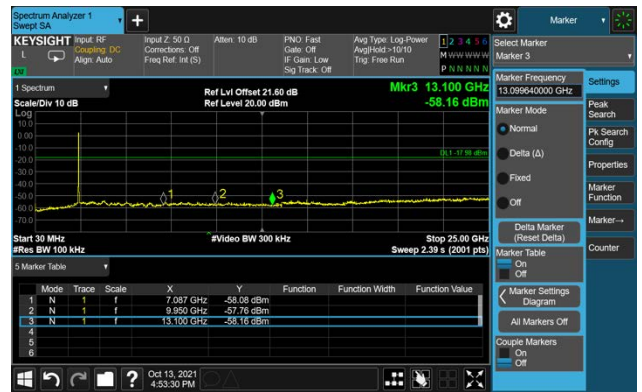 Spectrum Analyzer 1
Swept SA
+
Marker
KEYSIGHT
L
Input: RF
Coupling: DC
Align: Auto
Input Z: 50 Ω
Corrections: Off
Freq Ref: Int (S)
Atten: 10 dB
PNO: Fast
Gate: Off
IF Gain: Low
Sig Track: Off
Avg Type: Log-Power
Avg|Hold:>10/10
Trig: Free Run
1 2 3 4 5 6
M W W W W W
P N N N N N
Select Marker
Marker 3
Marker Frequency
13.099640000 GHz
Settings
1 Spectrum
Scale/Div 10 dB
Ref Lvl Offset 21.60 dB
Ref Level 20.00 dBm
Mkr3 13.100 GHz
-58.16 dBm
Marker Mode
Normal
Delta (Δ)
Fixed
Off
Peak
Search
Pk Search
Config
Properties
Marker
Function
Marker→
Counter
Log
10.0
0.00
-10.0
-20.0
-30.0
-40.0
-50.0
-60.0
-70.0
DL1 -17.98 dBm
1
2
3
Start 30 MHz
#Res BW 100 kHz
#Video BW 300 kHz
Stop 25.00 GHz
Sweep 2.39 s (2001 pts)
Delta Marker
(Reset Delta)
Marker Table
On
Off
5 Marker Table
Mode Trace Scale X Y Function Function Width Function Value
1 N 1 f 7.087 GHz -58.08 dBm
2 N 1 f 9.950 GHz -57.76 dBm
3 N 1 f 13.100 GHz -58.16 dBm
4
5
6
Marker Settings
Diagram
All Markers Off
Couple Markers
On
Off
?
Oct 13, 2021
4:53:30 PM